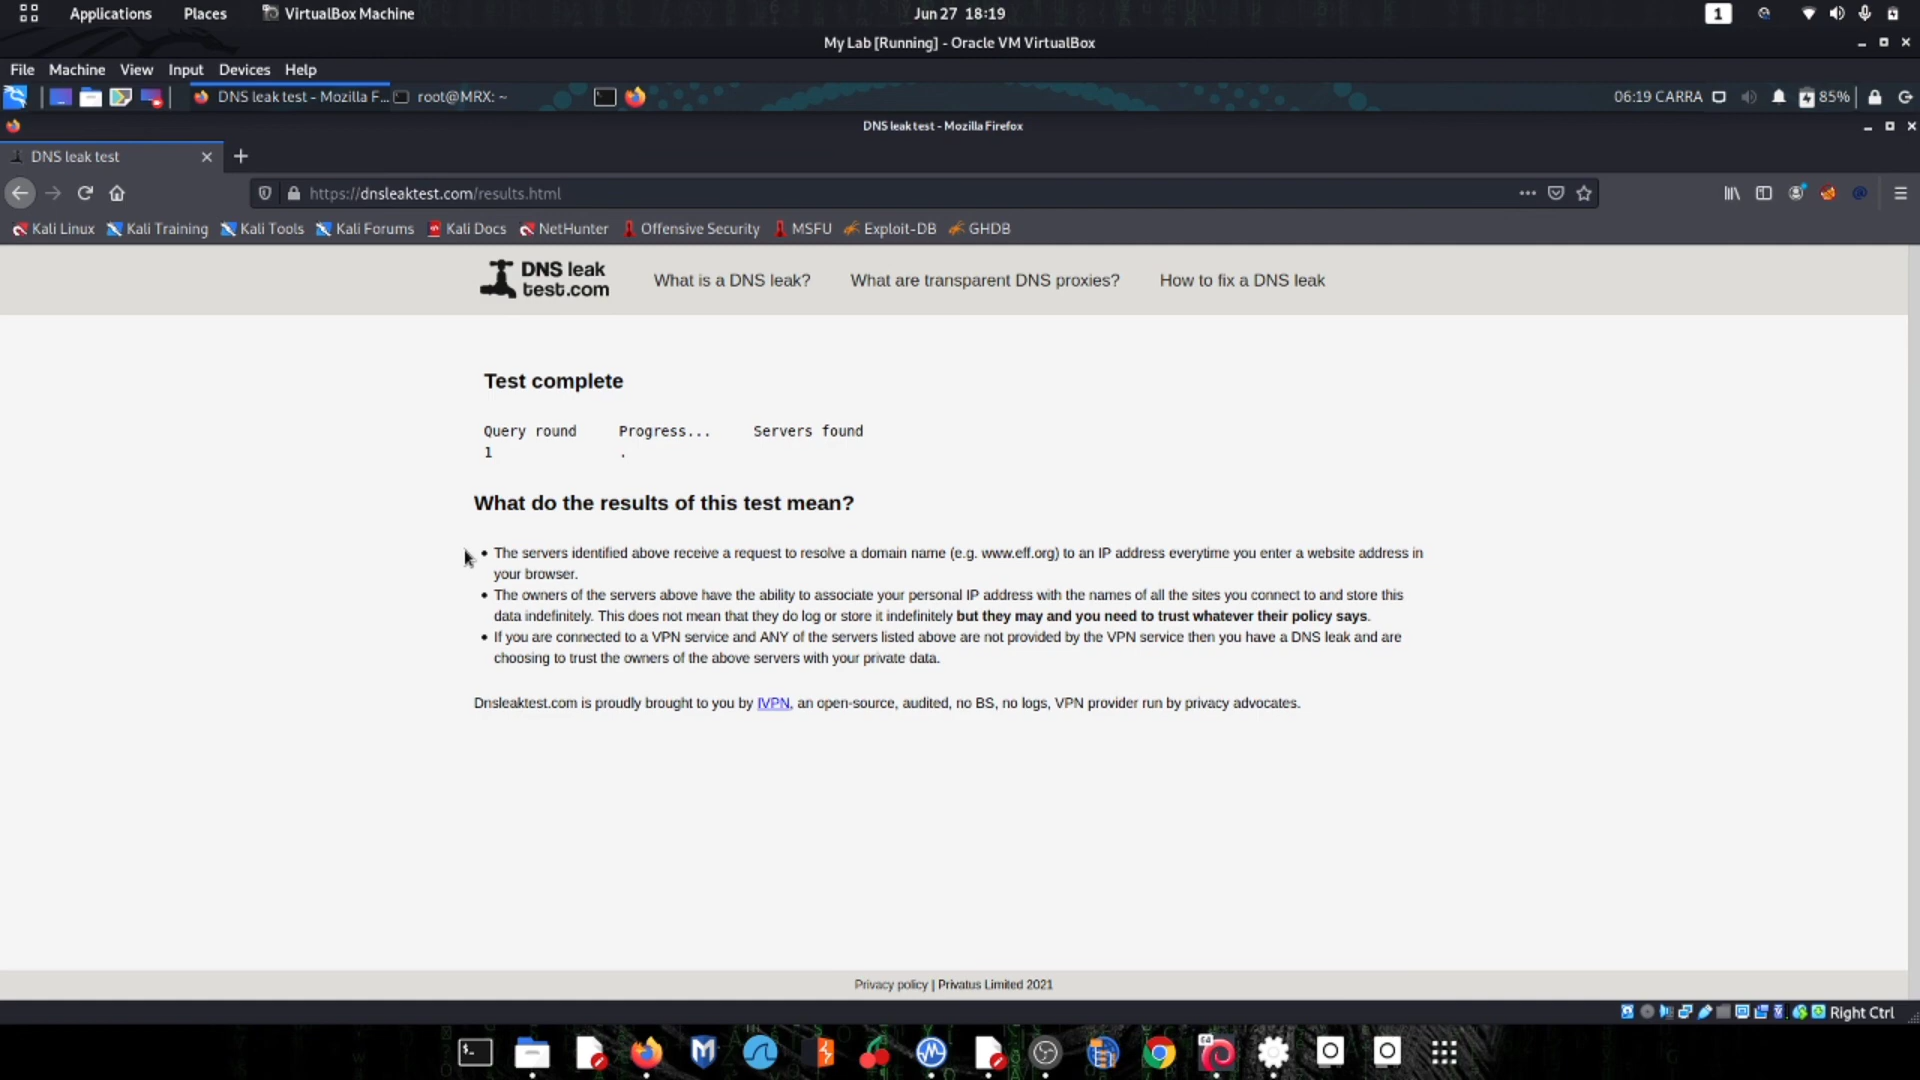 Applications Places VirtualBox Machine Jun 27 18:19 1
My Lab [Running] - Oracle VM VirtualBox
File Machine View Input Devices Help
DNS leak test - Mozilla F... root@MRX: ~ 06:19 CARRA 85%
DNS leak test - Mozilla Firefox
DNS leak test
https://dnsleaktest.com/results.html
Kali Linux Kali Training Kali Tools Kali Forums Kali Docs NetHunter Offensive Security MSFU Exploit-DB GHDB
DNS leak
test.com
What is a DNS leak? What are transparent DNS proxies? How to fix a DNS leak
Test complete
Query round Progress... Servers found
1 .
What do the results of this test mean?
The servers identified above receive a request to resolve a domain name (e.g. www.eff.org) to an IP address everytime you enter a website address in
your browser.
The owners of the servers above have the ability to associate your personal IP address with the names of all the sites you connect to and store this
data indefinitely. This does not mean that they do log or store it indefinitely but they may and you need to trust whatever their policy says.
If you are connected to a VPN service and ANY of the servers listed above are not provided by the VPN service then you have a DNS leak and are
choosing to trust the owners of the above servers with your private data.
Dnsleaktest.com is proudly brought to you by IVPN, an open-source, audited, no BS, no logs, VPN provider run by privacy advocates.
Privacy policy | Privatus Limited 2021
Right Ctrl
64